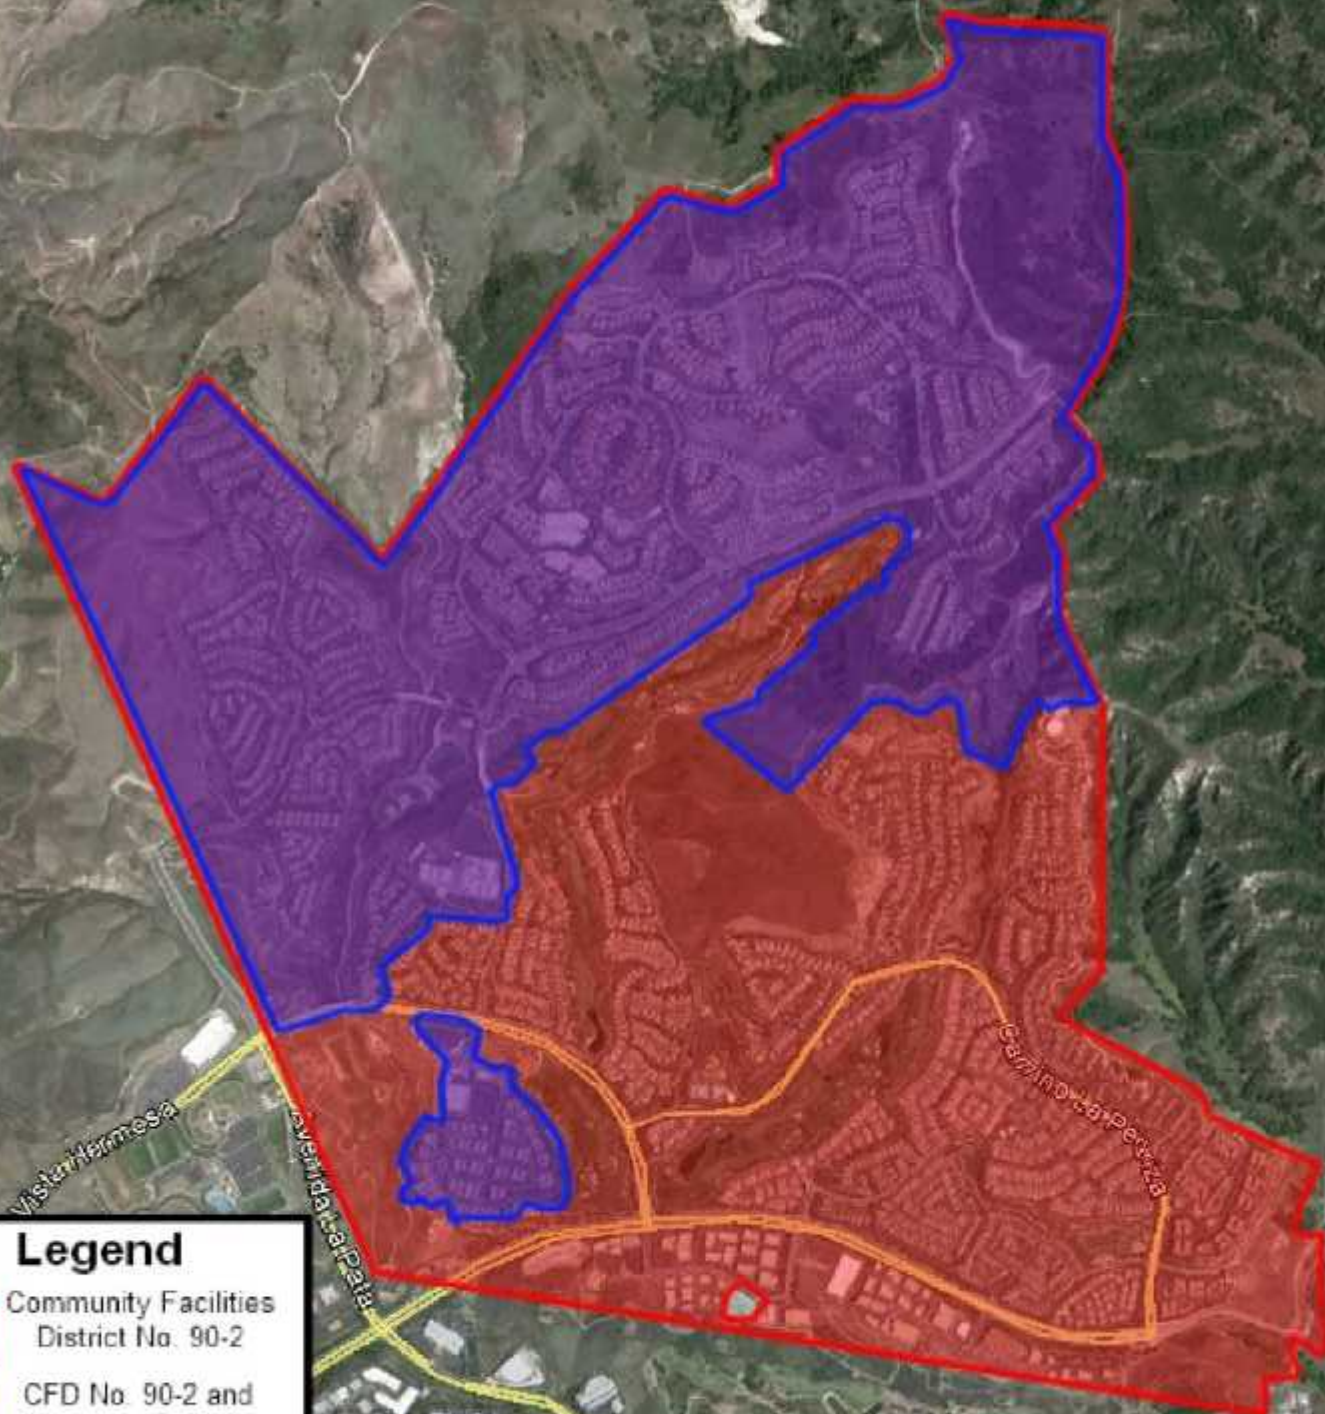 Camino La Pedriza
Vista Hermosa
Avenida La Pata
Legend
Community Facilities
District No. 90-2
CFD No. 90-2 and